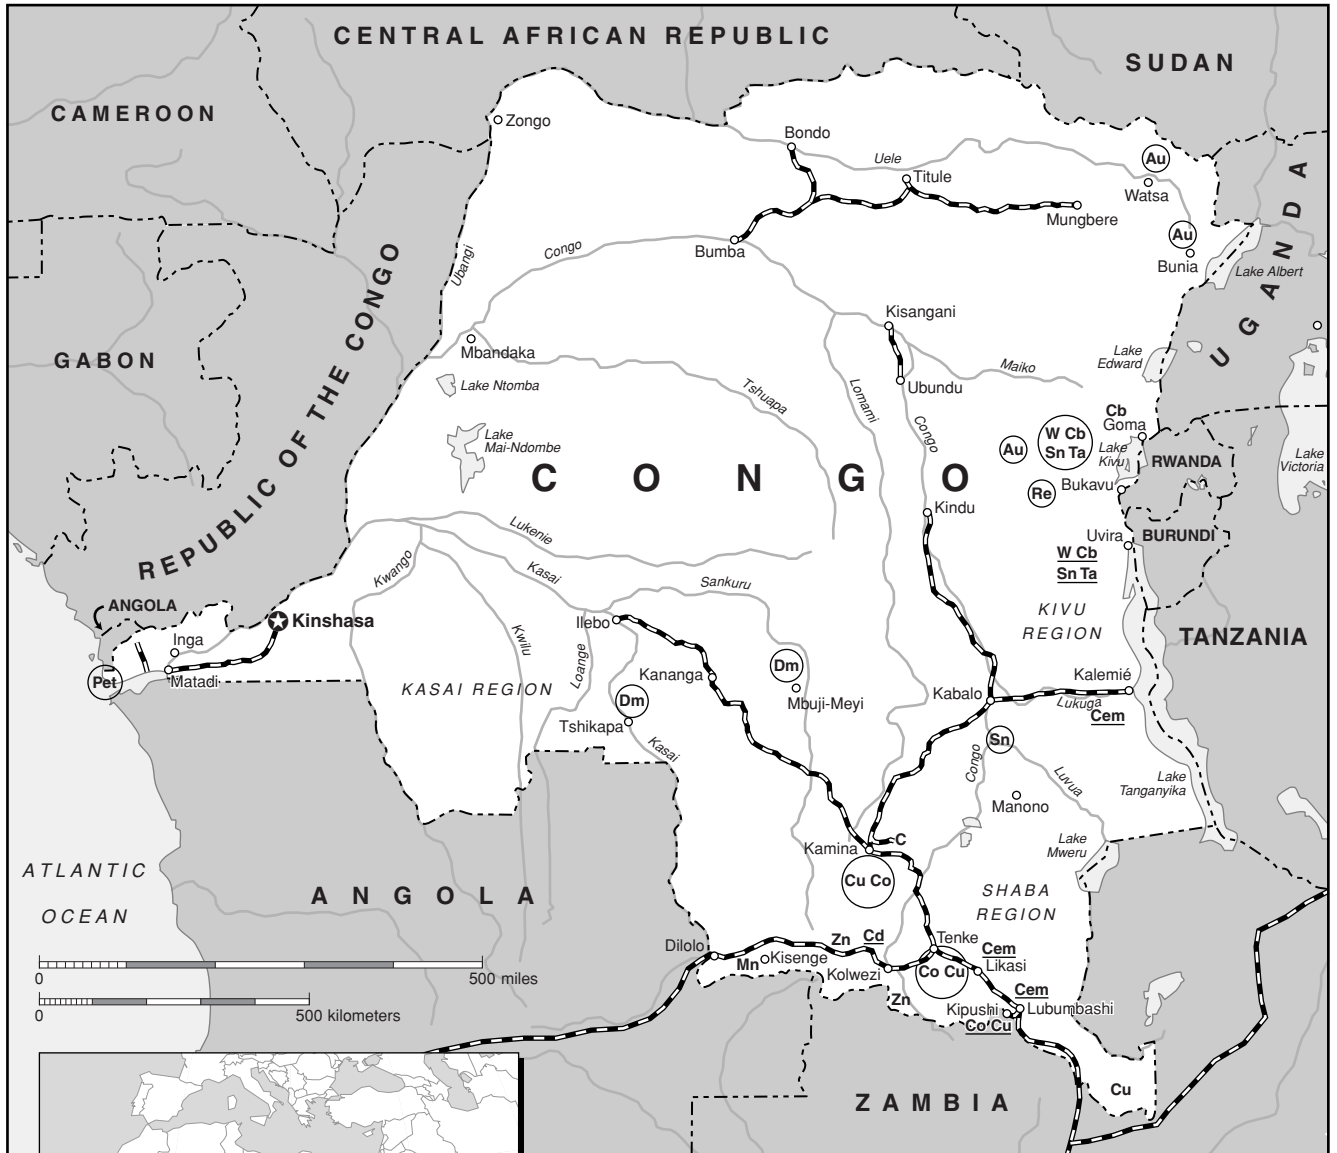 CENTRAL AFRICAN REPUBLIC
SUDAN
CAMEROON
Zongo
Bondo
Uele
Au
Titule
Watsa
Mungbere
UGANDA
Au
Bumba
Congo
Ubangi
Bunia
Lake Albert
REPUBLIC OF THE CONGO
Kisangani
GABON
Mbandaka
Lake
Edward
Maiko
Lake Ntomba
Tshuapa
Lomami
Ubundu
Congo
Cb
Goma
Lake
Mai-Ndombe
W Cb
Sn Ta
Au
Lake
Kivu
RWANDA
Lake
Victoria
CONGO
Re
Bukavu
Kindu
Lukenie
Uvira
BURUNDI
W Cb
Sn Ta
Kwango
Kasai
Sankuru
ANGOLA
KIVU
REGION
Kinshasa
Ilebo
Inga
Kwilu
TANZANIA
Loange
Dm
Pet
Matadi
Kananga
Kalemié
KASAI REGION
Kabalo
Mbuji-Meyi
Dm
Lukuga
Cem
Tshikapa
Sn
Kasai
Congo
Luvua
Lake
Tanganyika
Manono
C
Kamina
Lake
Mweru
ATLANTIC
OCEAN
Cu Co
ANGOLA
SHABA
REGION
Zn
Cd
Tenke
Dilolo
Cem
Mn
Kisenge
Kolwezi
Co Cu
Likasi
0
500 miles
Cem
Zn
Kipushi
Lubumbashi
0
500 kilometers
Co Cu
Cu
ZAMBIA